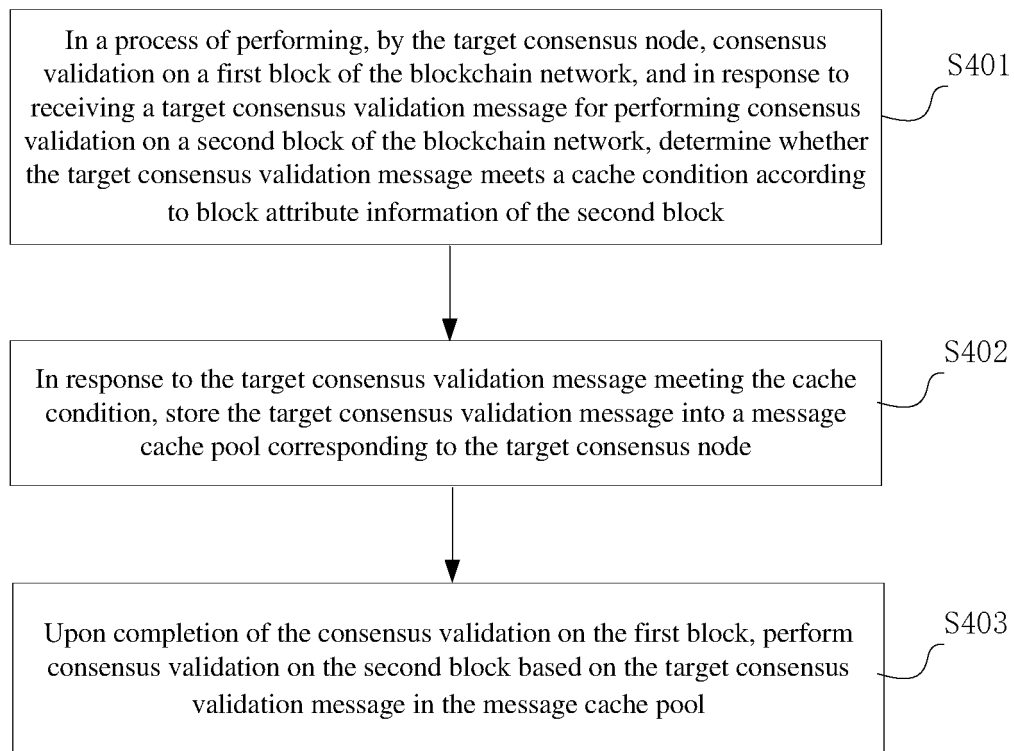 In a process of performing, by the target consensus node, consensus
validation on a first block of the blockchain network, and in response to
receiving a target consensus validation message for performing consensus
validation on a second block of the blockchain network, determine whether
the target consensus validation message meets a cache condition according
to block attribute information of the second block
S401
In response to the target consensus validation message meeting the cache
condition, store the target consensus validation message into a message
cache pool corresponding to the target consensus node
S402
Upon completion of the consensus validation on the first block, perform
consensus validation on the second block based on the target consensus
validation message in the message cache pool
S403